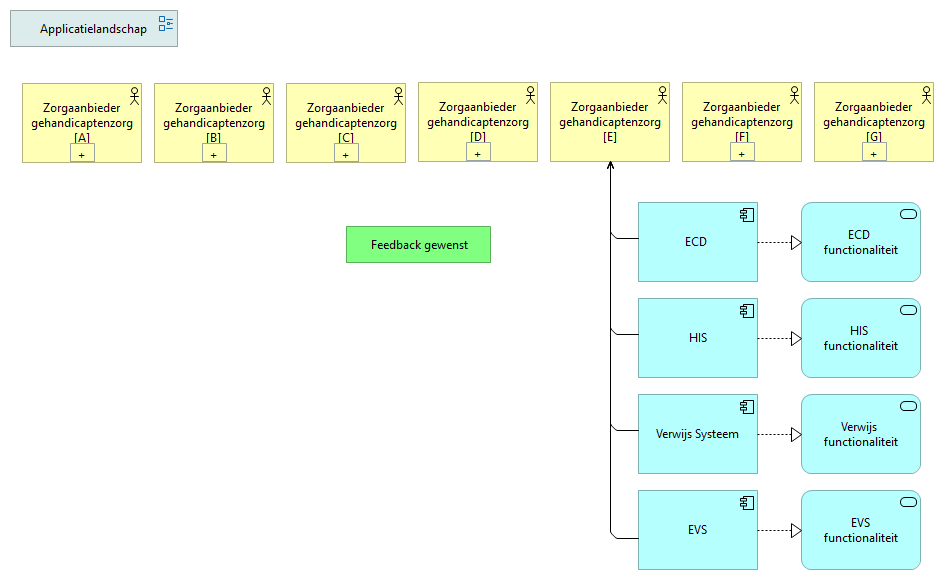 Applicatielandschap
Zorgaanbieder
gehandicaptenzorg
[A]
+
Zorgaanbieder
gehandicaptenzorg
[B]
+
Zorgaanbieder
gehandicaptenzorg
[C]
+
Zorgaanbieder
gehandicaptenzorg
[D]
+
Zorgaanbieder
gehandicaptenzorg
[E]
Zorgaanbieder
gehandicaptenzorg
[F]
+
Zorgaanbieder
gehandicaptenzorg
[G]
+
Feedback gewenst
ECD
ECD
functionaliteit
HIS
HIS
functionaliteit
Verwijs Systeem
Verwijs
functionaliteit
EVS
EVS
functionaliteit